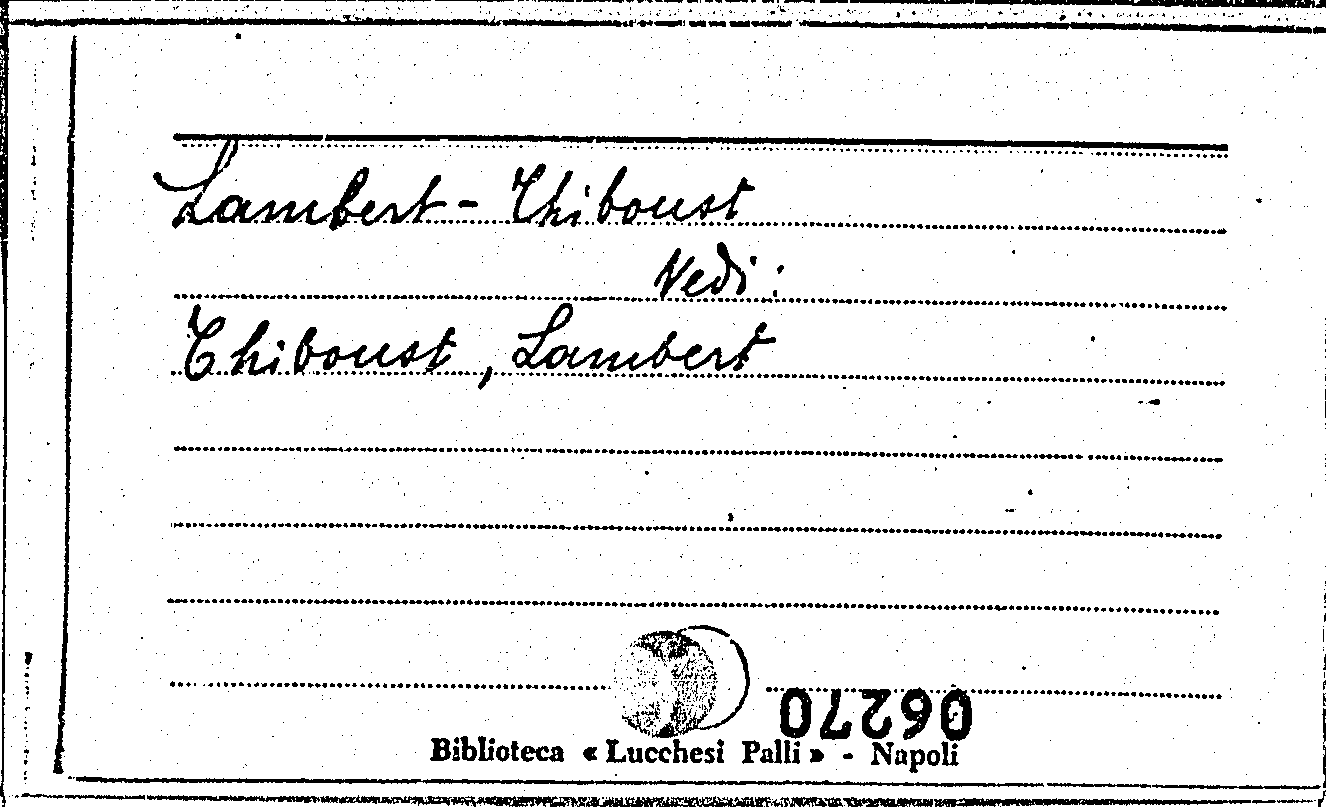 Lambert - Thiboust
Vedi :
Thiboust, Lambert
06270
Biblioteca « Lucchesi Palli » - Napoli